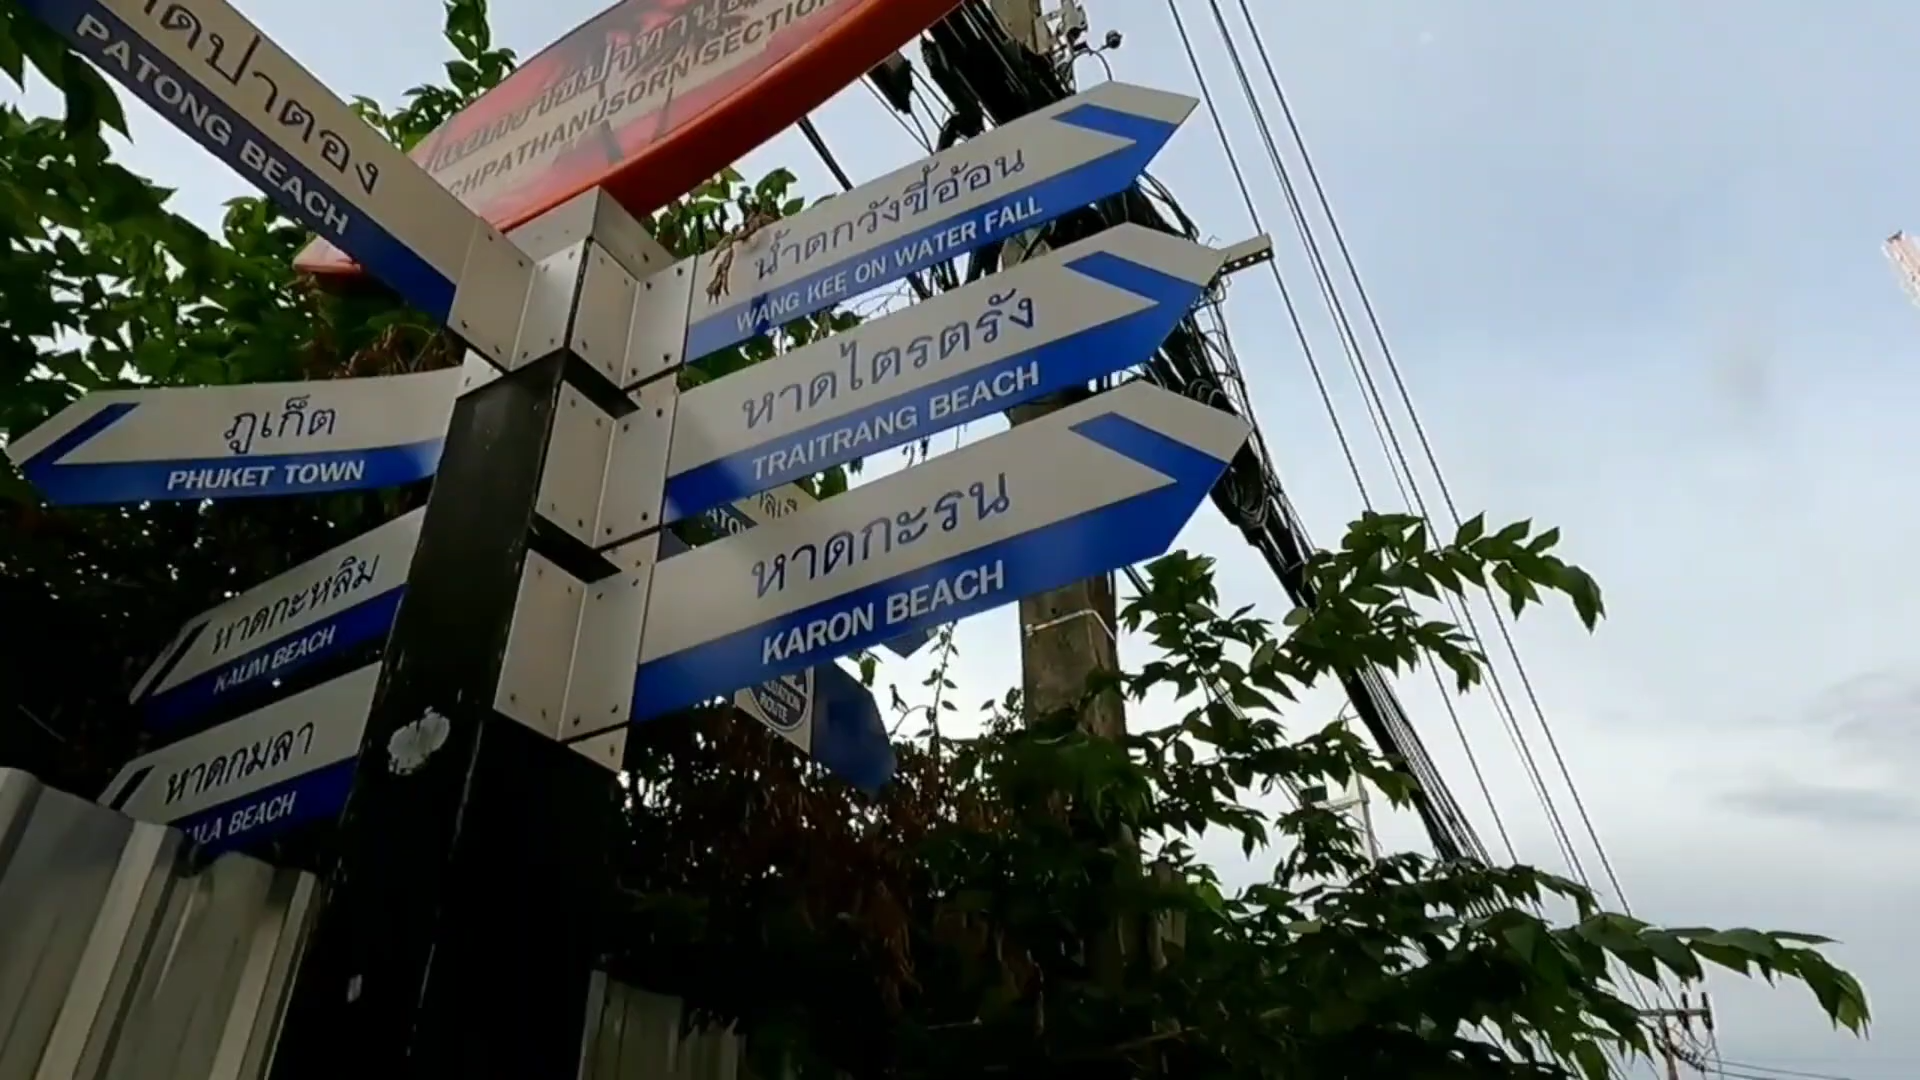 หาดปาตอง
PATONG BEACH
SECTION
น้ำตกวังขี้อ้อน
WANG KEE ON WATER FALL
หาดไตรตรัง
TRAITRANG BEACH
หาดกะรน
KARON BEACH
ภูเก็ต
PHUKET TOWN
หาดกะหลิม
KALIM BEACH
หาดกมลา
BEACH
ROUTE